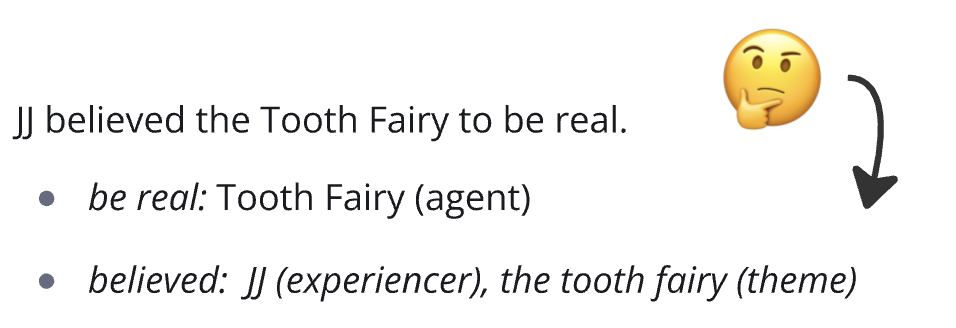 JJ believed the Tooth Fairy to be real.
• be real: Tooth Fairy (agent)
• believed: JJ (experiencer), the tooth fairy (theme)